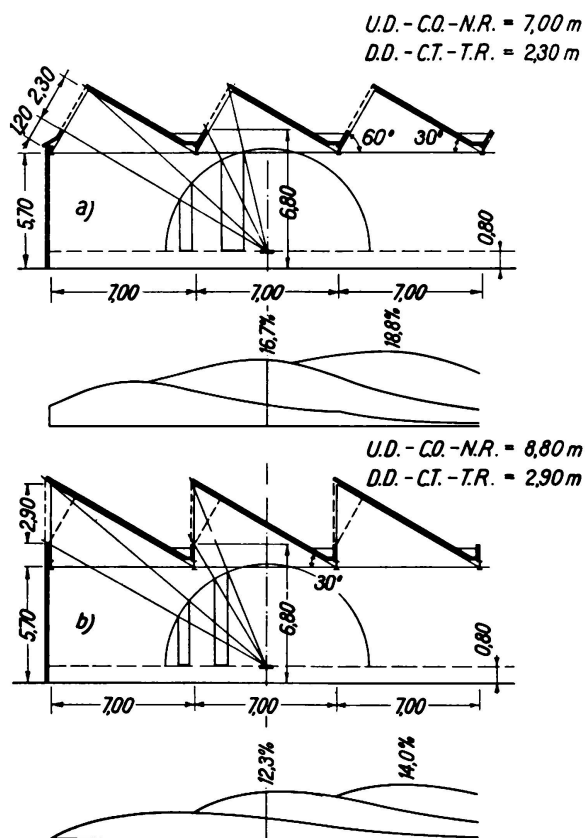 U.D. - C.O. - N.R. = 7,00 m
D.D. - C.T. - T.R. = 2,30 m
2,30
1,20
60°
30°
5,70
a)
6,80
0,80
7,00 7,00 7,00
16,7%
18,8%
U.D. - C.O. - N.R. = 8,80 m
D.D. - C.T. - T.R. = 2,90 m
2,90
30°
5,70
b)
6,80
0,80
7,00 7,00 7,00
12,3%
14,0%